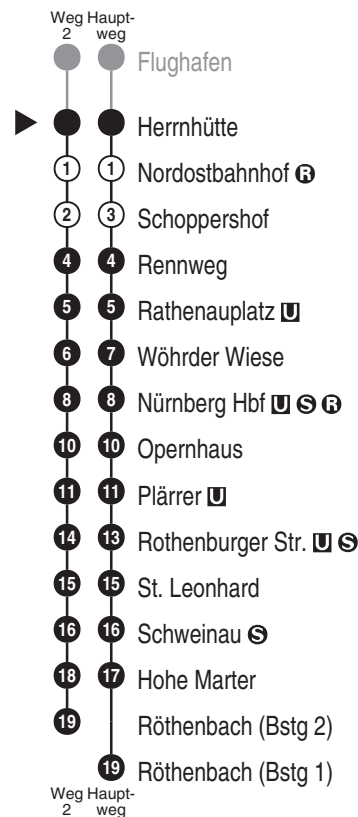 Weg Haupt-
2 weg
Flughafen
Herrnhütte
1 1 Nordostbahnhof R
2 3 Schoppershof
4 4 Rennweg
5 5 Rathenauplatz U
6 7 Wöhrder Wiese
8 8 Nürnberg Hbf U S R
10 10 Opernhaus
11 11 Plärrer U
14 13 Rothenburger Str. U S
15 15 St. Leonhard
16 16 Schweinau S
18 17 Hohe Marter
19 Röthenbach (Bstg 2)
19 Röthenbach (Bstg 1)
Weg Haupt-
2 weg